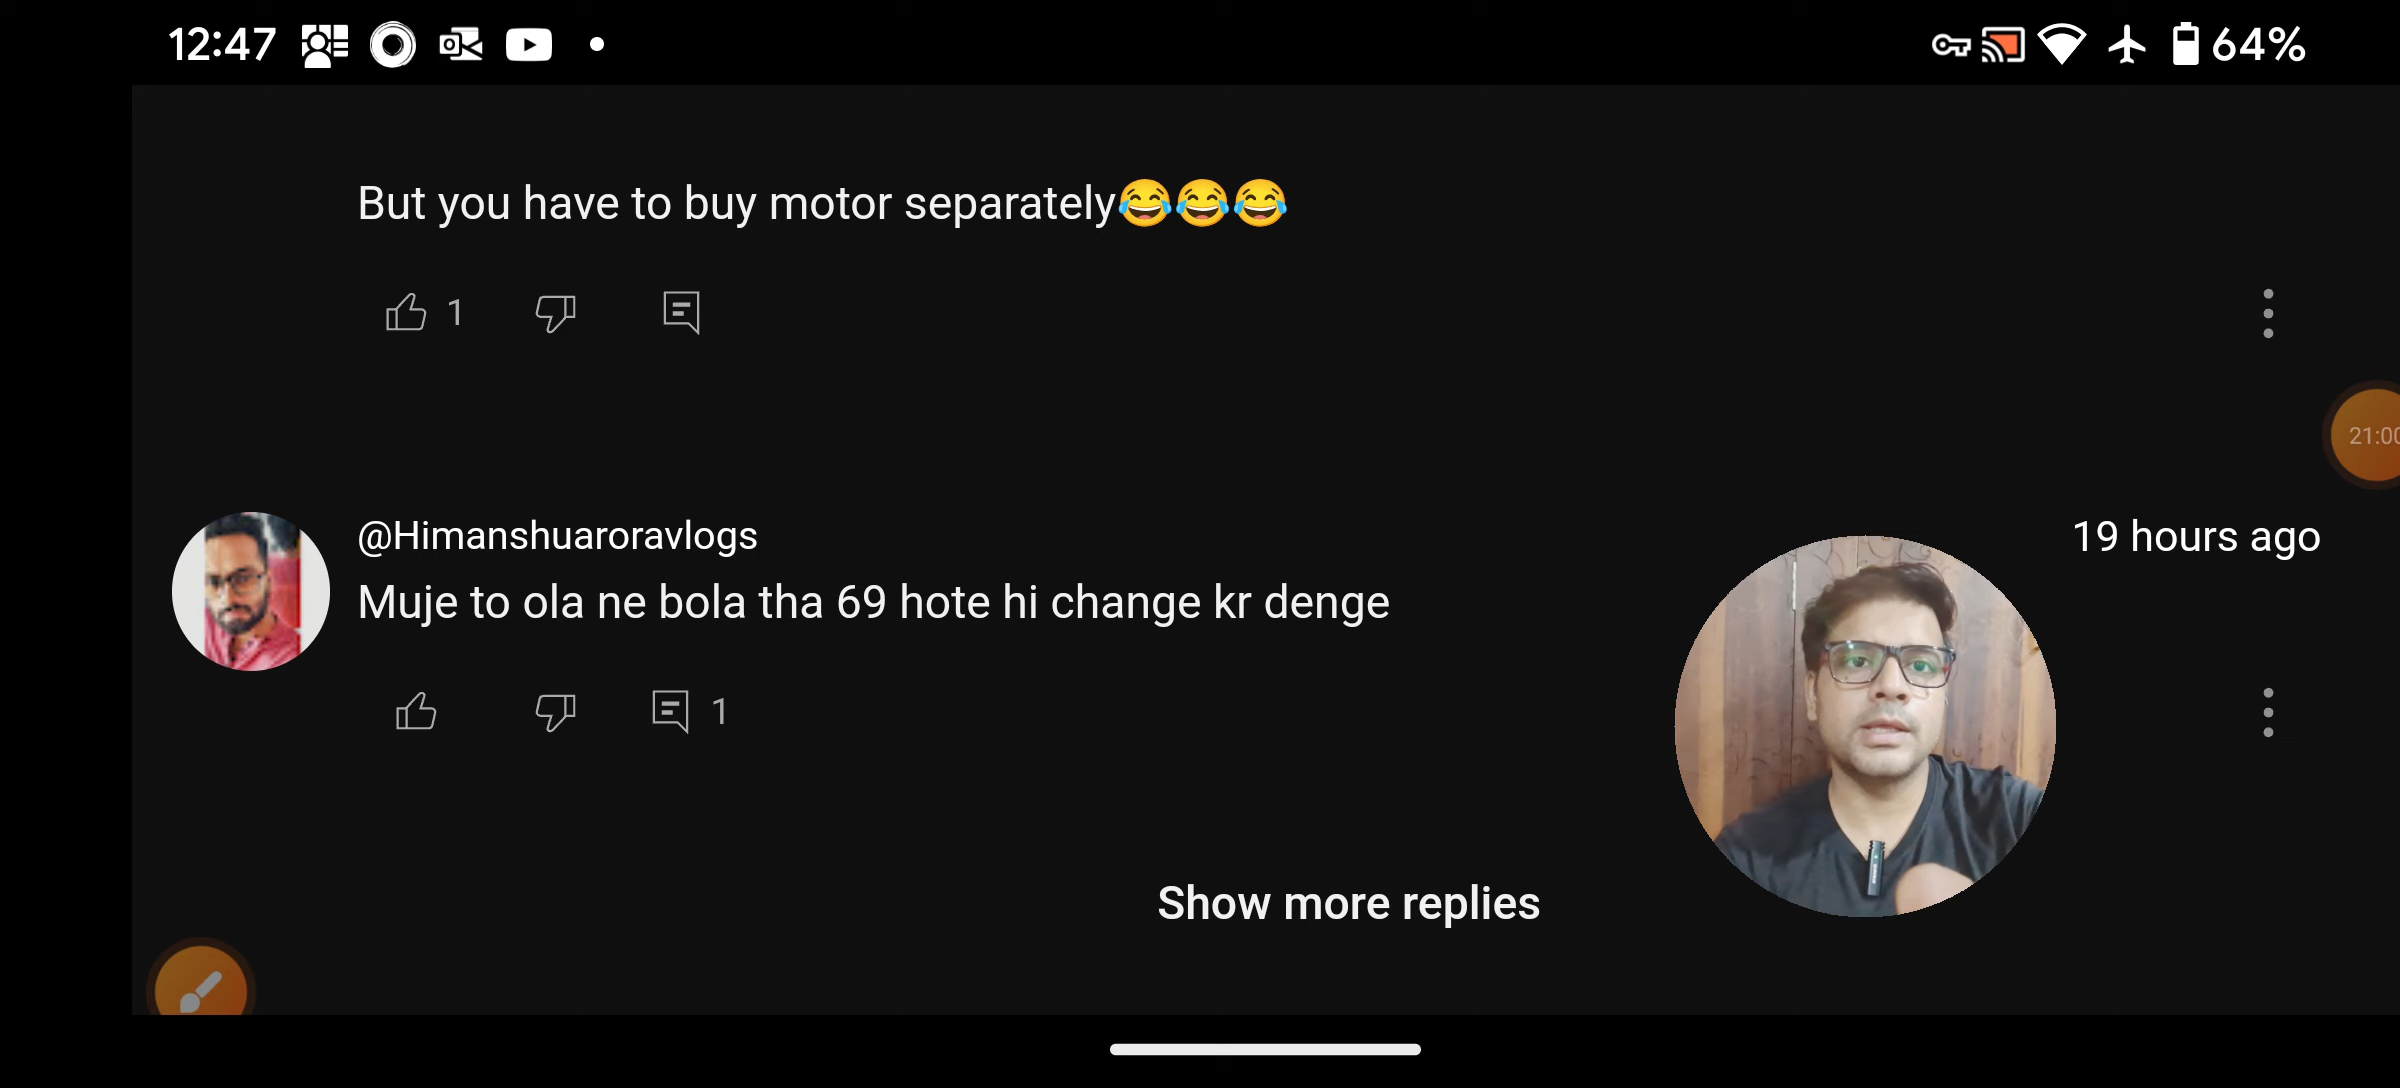 12:47
64%
But you have to buy motor separately😂😂😂
1
21:00
@Himanshuaroravlogs
19 hours ago
Muje to ola ne bola tha 69 hote hi change kr denge
1
Show more replies